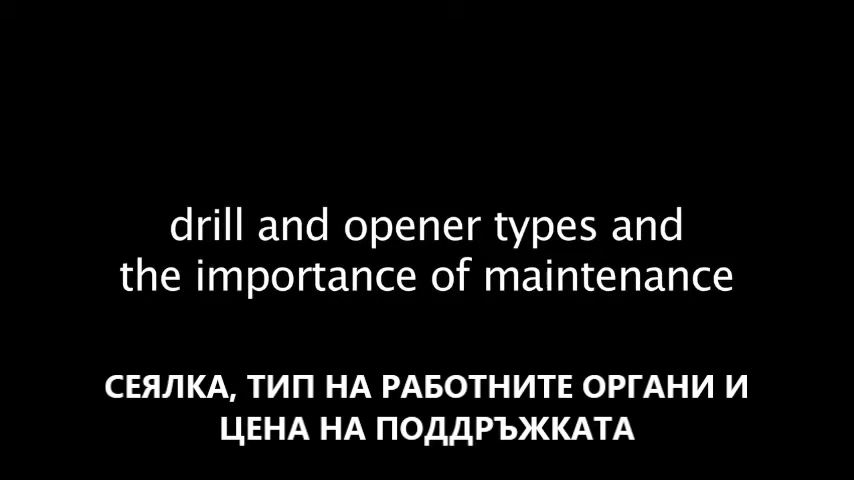 drill and opener types and
the importance of maintenance
СЕЯЛКА, ТИП НА РАБОТНИТЕ ОРГАНИ И
ЦЕНА НА ПОДДРЪЖКАТА